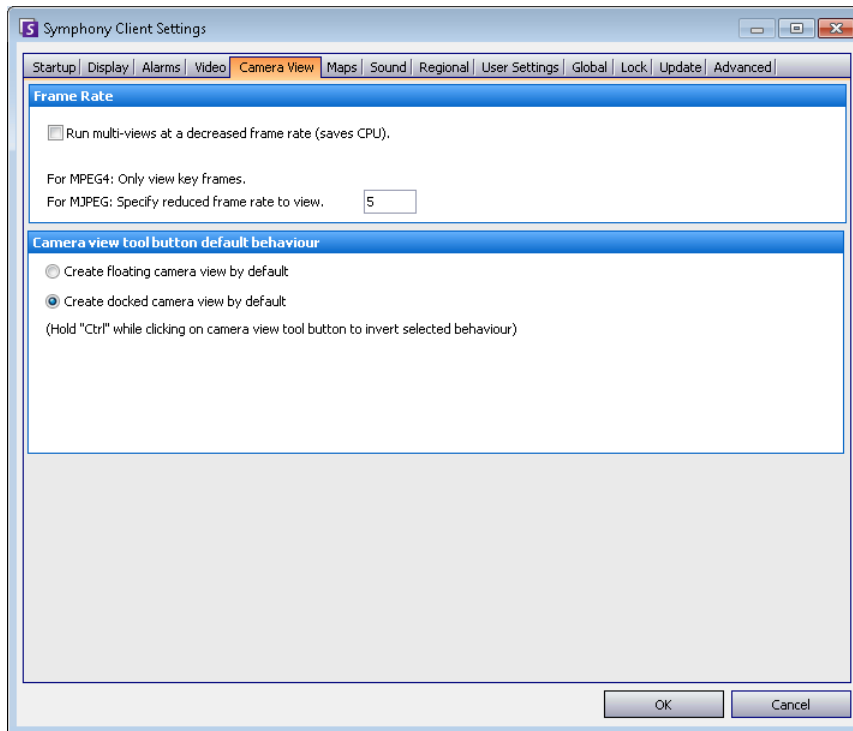 Symphony Client Settings
Startup Display Alarms Video Camera View Maps Sound Regional User Settings Global Lock Update Advanced
Frame Rate
Run multi-views at a decreased frame rate (saves CPU).
For MPEG4: Only view key frames.
For MJPEG: Specify reduced frame rate to view. 5
Camera view tool button default behaviour
Create floating camera view by default
Create docked camera view by default
(Hold "Ctrl" while clicking on camera view tool button to invert selected behaviour)
OK Cancel